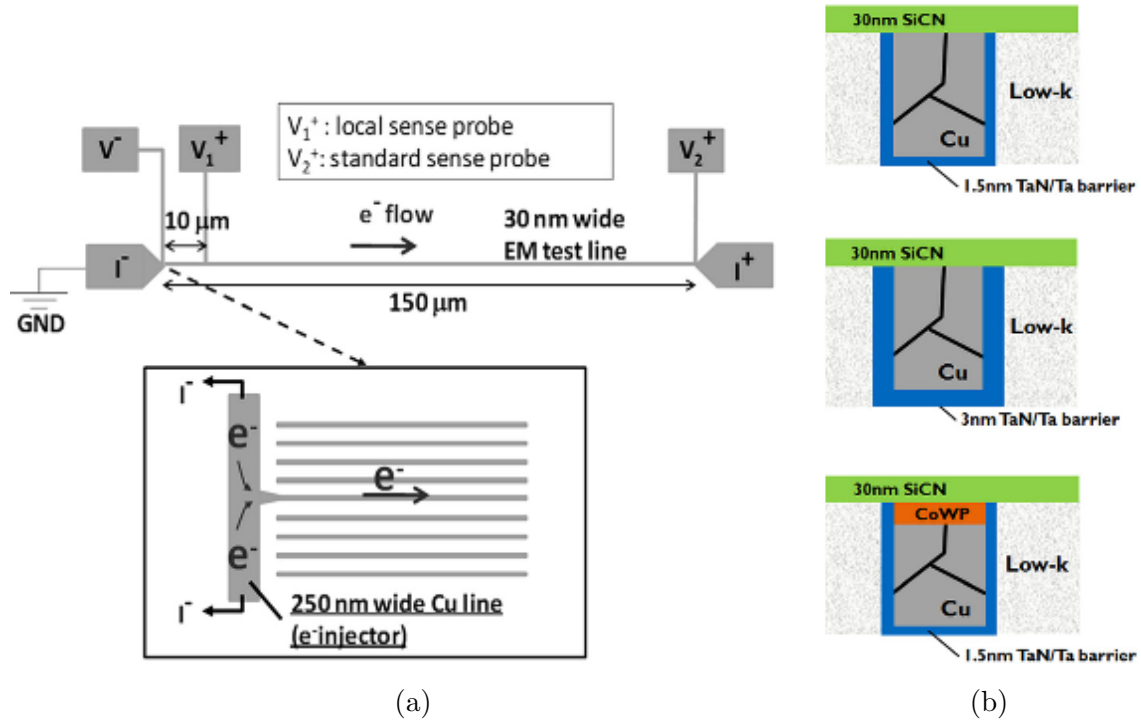 V₁⁺ : local sense probe
V₂⁺: standard sense probe
V⁻
V₁⁺
V₂⁺
10 µm
e⁻ flow
30 nm wide
EM test line
I⁻
I⁺
GND
150 µm
I⁻
e⁻
e⁻
e⁻
I⁻
250 nm wide Cu line
(e⁻injector)
(a)
30nm SiCN
Low-k
Cu
1.5nm TaN/Ta barrier
30nm SiCN
Low-k
Cu
3nm TaN/Ta barrier
30nm SiCN
CoWP
Low-k
Cu
1.5nm TaN/Ta barrier
(b)